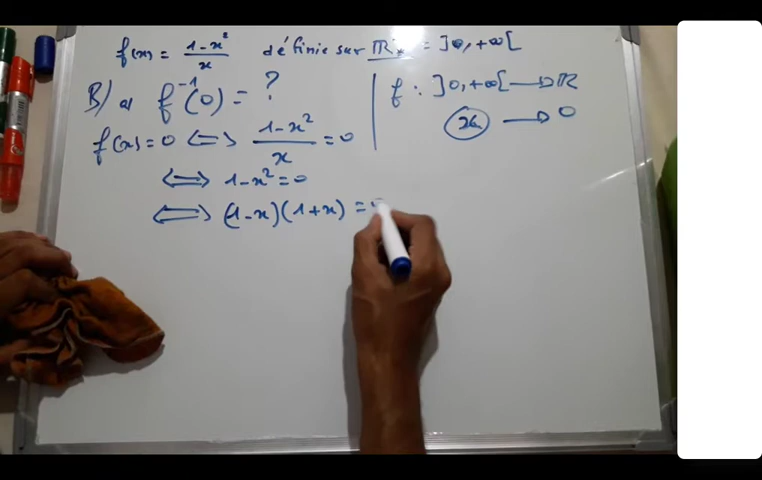 f(x) = (1-x²)/x définie sur ℝ*₊ = ]0, +∞[
B) a) f⁻¹(0) = ?
f : ]0, +∞[ → ℝ
x → 0
f(x) = 0 ⇔ (1-x²)/x = 0
⇔ 1-x² = 0
⇔ (1-x)(1+x) =